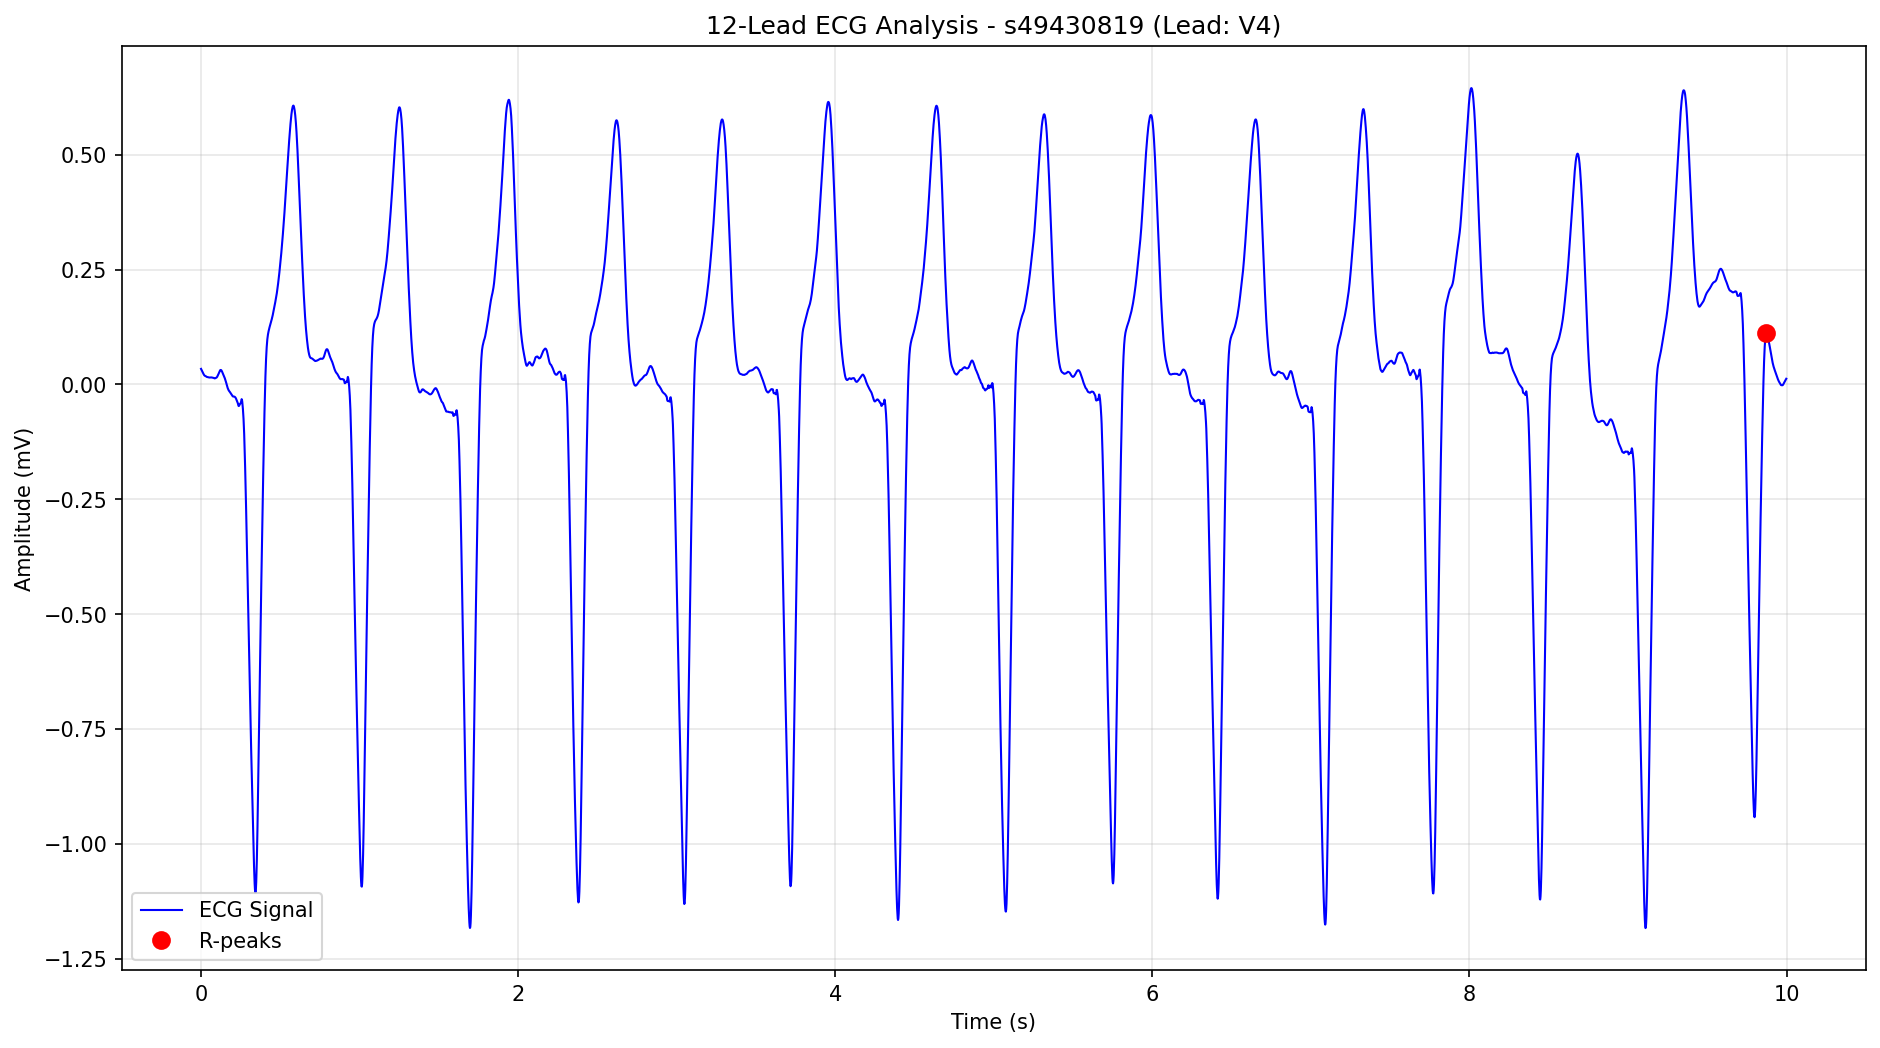 12-Lead ECG Analysis - s49430819 (Lead: V4)
Amplitude (mV)
0.50
0.25
0.00
−0.25
−0.50
−0.75
−1.00
−1.25
ECG Signal
R-peaks
0 2 4 6 8 10
Time (s)